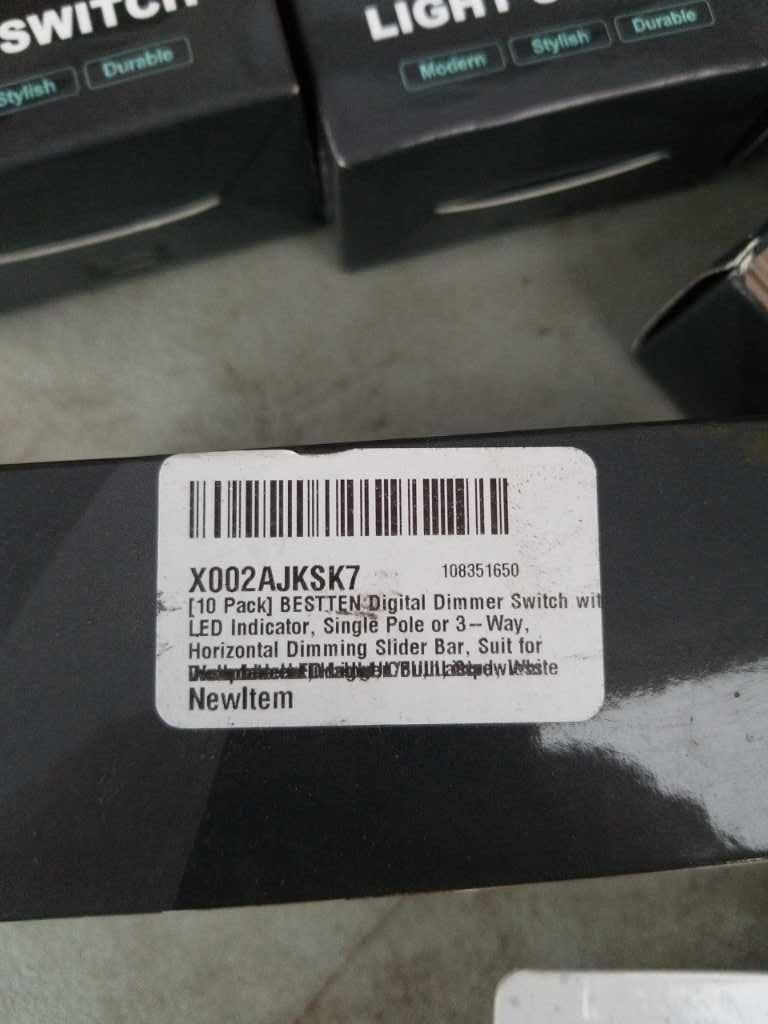 SWITCH
Stylish Durable
LIGHT
Modern Stylish Durable
X002AJKSK7 108351650
[10 Pack] BESTTEN Digital Dimmer Switch wit
LED Indicator, Single Pole or 3-Way,
Horizontal Dimming Slider Bar, Suit for
White
NewItem